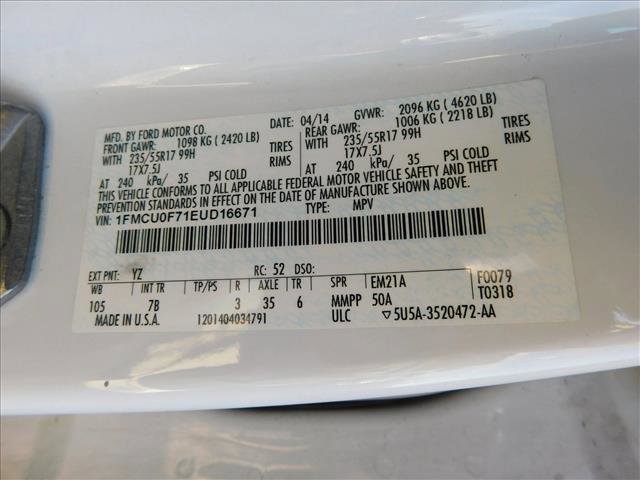 MFD. BY FORD MOTOR CO. DATE: 04/14 GVWR: 2096 KG ( 4620 LB)
FRONT GAWR: 1098 KG ( 2420 LB) REAR GAWR: 1006 KG ( 2218 LB)
WITH 235/55R17 99H TIRES WITH 235/55R17 99H TIRES
17X7.5J RIMS 17X7.5J RIMS
AT 240 kPa/ 35 PSI COLD AT 240 kPa/ 35 PSI COLD
THIS VEHICLE CONFORMS TO ALL APPLICABLE FEDERAL MOTOR VEHICLE SAFETY AND THEFT
PREVENTION STANDARDS IN EFFECT ON THE DATE OF MANUFACTURE SHOWN ABOVE.
VIN: 1FMCU0F71EUD16671 TYPE: MPV
EXT PNT: YZ RC: 52 DSO: F0079
WB INT TR TP/PS R AXLE TR SPR EM21A T0318
105 7B 3 35 6 MMPP 50A
MADE IN U.S.A. 1201404034791 ULC ▽5U5A-3520472-AA